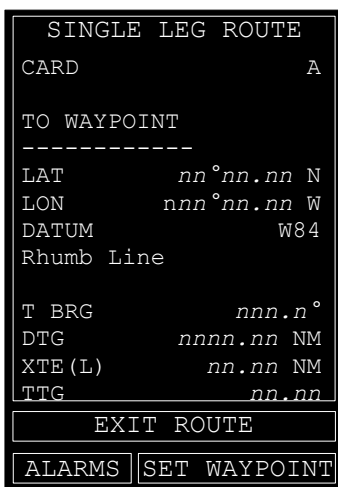 SINGLE LEG ROUTE
CARD A
TO WAYPOINT
------------
LAT nn°nn.nn N
LON nnn°nn.nn W
DATUM W84
Rhumb Line
T BRG nnn.n°
DTG nnnn.nn NM
XTE(L) nn.nn NM
TTG nn.nn
EXIT ROUTE
ALARMS SET WAYPOINT